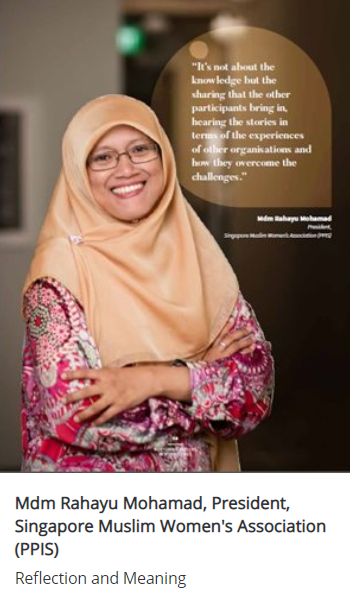 “It's not about the
knowledge but the
sharing that the other
participants bring in,
hearing the stories in
terms of the experiences
of other organisations and
how they overcome the
challenges.”
Mdm Rahayu Mohamad
President,
Singapore Muslim Women's Association (PPIS)
Mdm Rahayu Mohamad, President,
Singapore Muslim Women's Association
(PPIS)
Reflection and Meaning